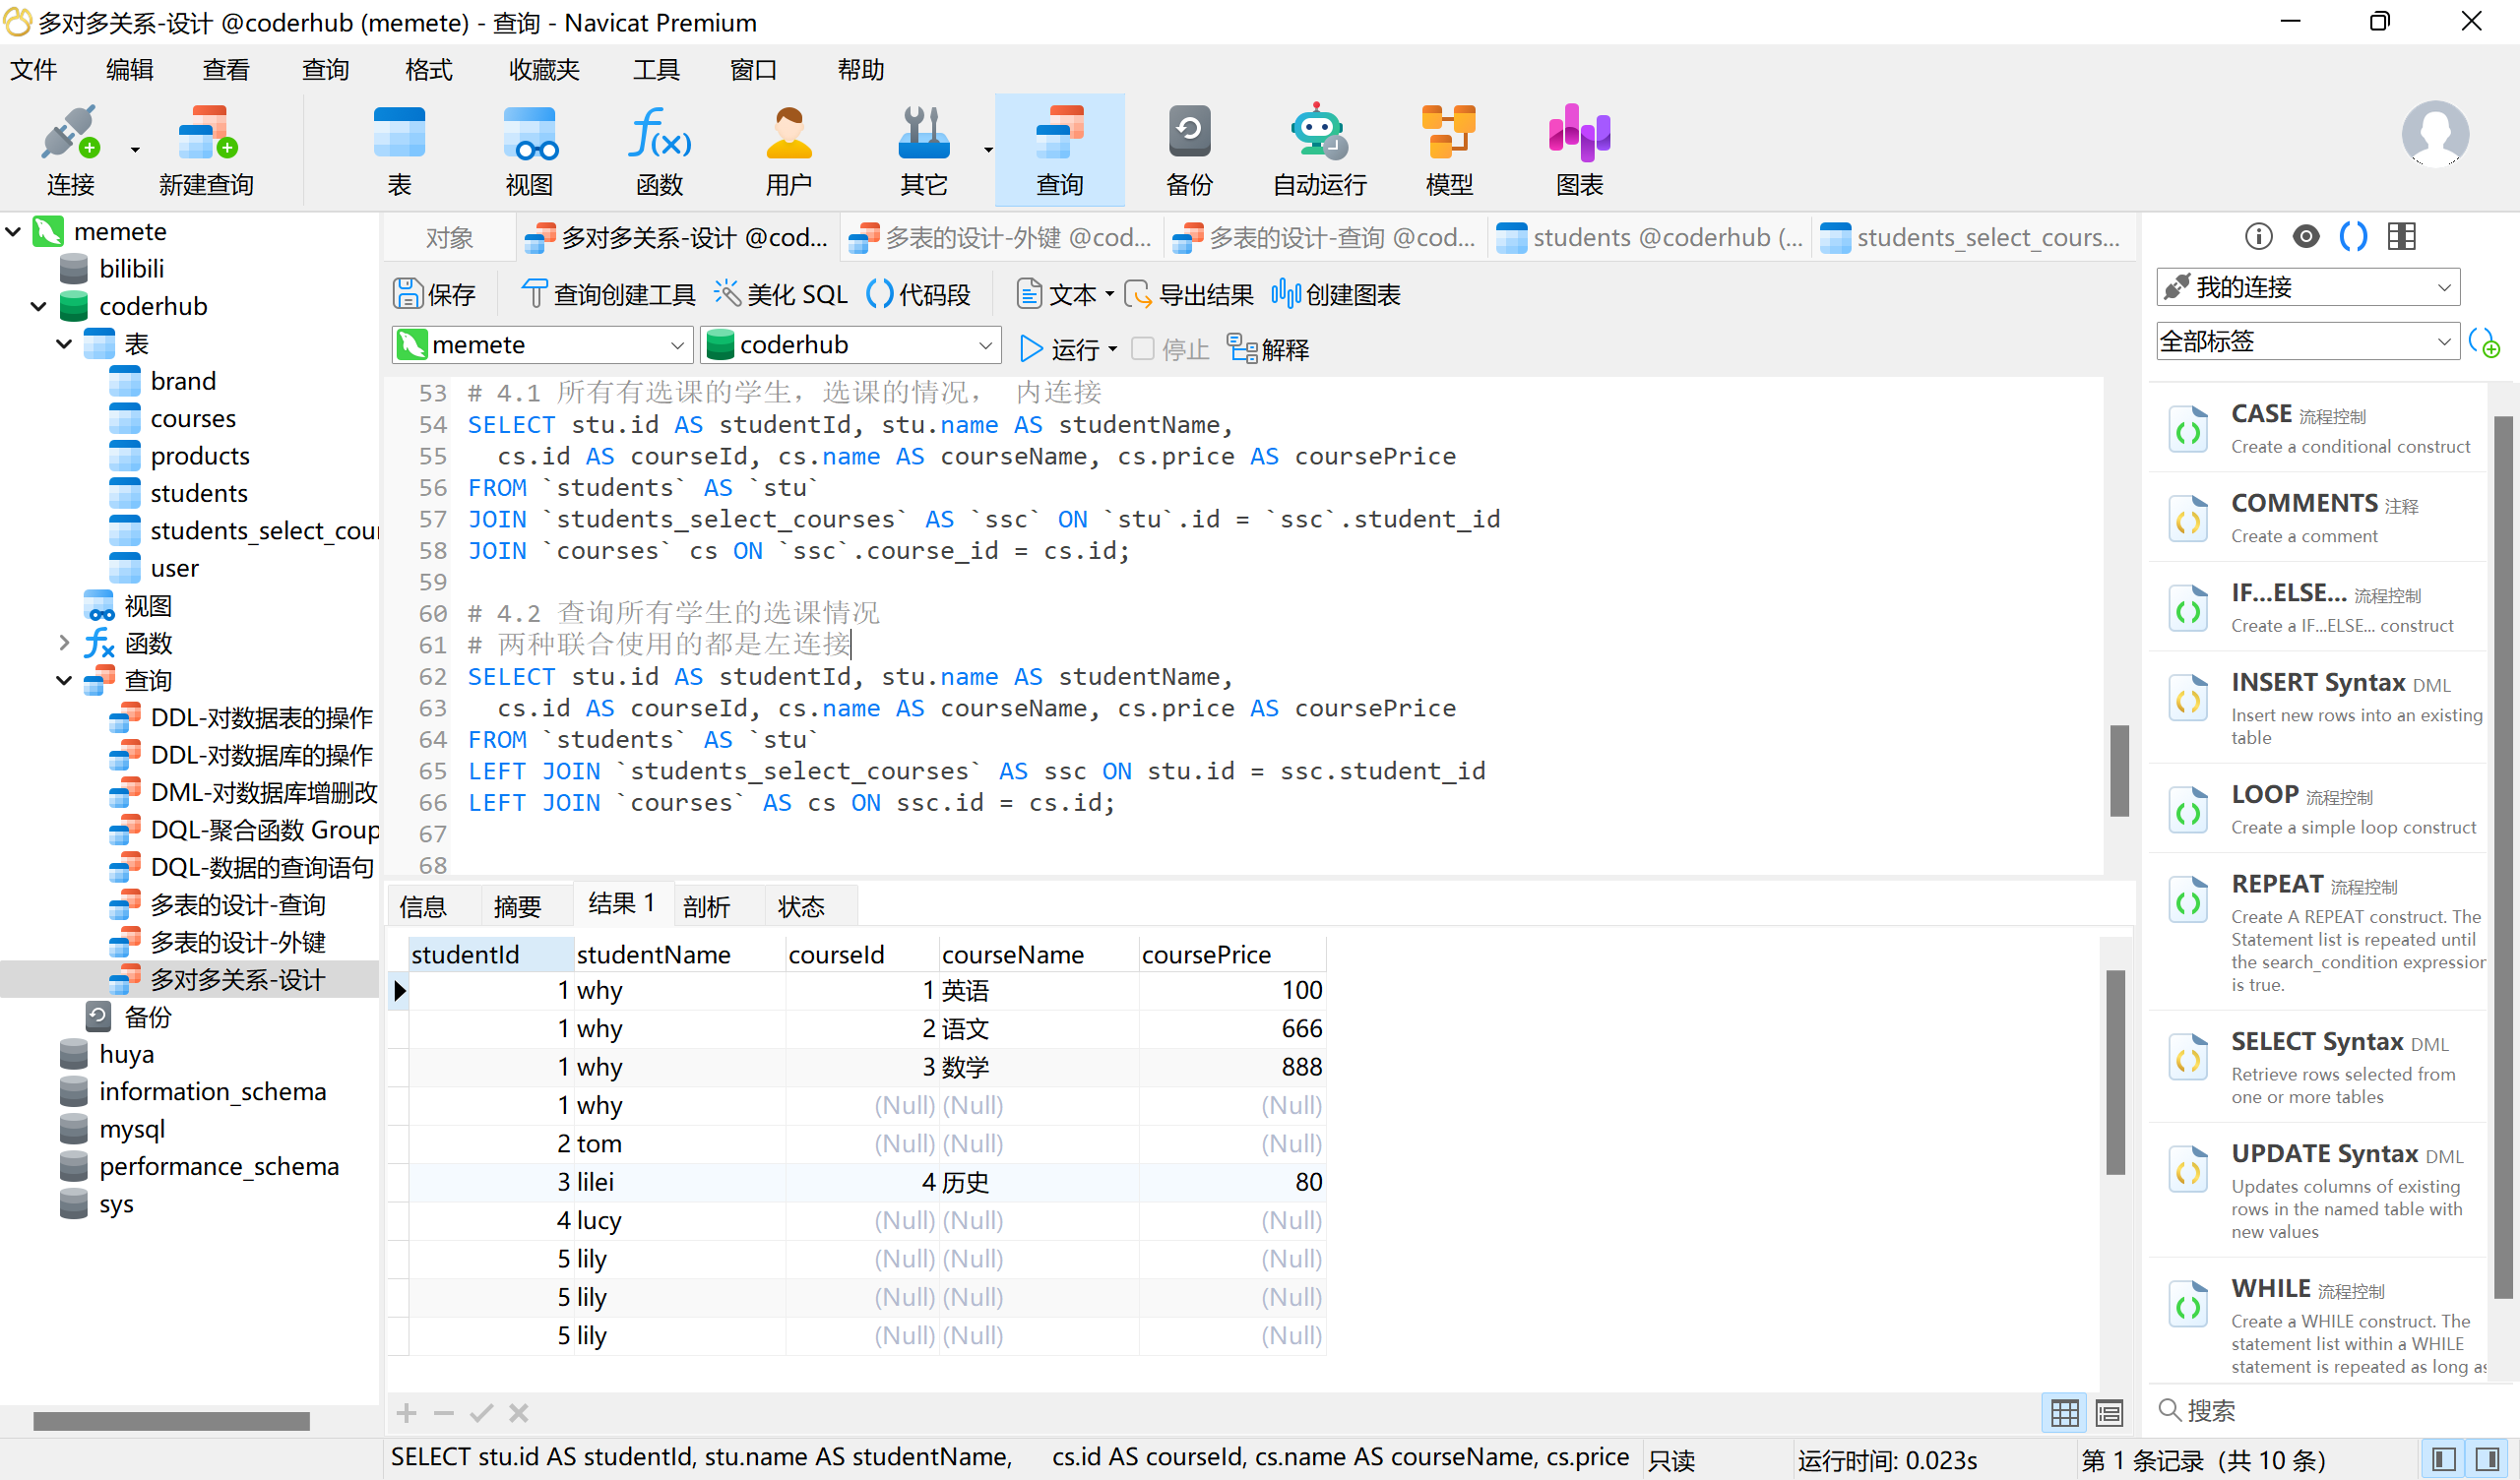 多对多关系-设计 @coderhub (memete) - 查询 - Navicat Premium
文件 编辑 查看 查询 格式 收藏夹 工具 窗口 帮助
连接 新建查询 表 视图 函数 用户 其它 查询 备份 自动运行 模型 图表
memete
bilibili
coderhub
表
brand
courses
products
students
students_select_cour
user
视图
函数
查询
DDL-对数据表的操作
DDL-对数据库的操作
DML-对数据库增删改
DQL-聚合函数 Group
DQL-数据的查询语句
多表的设计-查询
多表的设计-外键
多对多关系-设计
备份
huya
information_schema
mysql
performance_schema
sys
对象 多对多关系-设计 @cod... 多表的设计-外键 @cod... 多表的设计-查询 @cod... students @coderhub (... students_select_cours...
保存 查询创建工具 美化 SQL 代码段 文本 导出结果 创建图表
memete coderhub 运行 停止 解释
53 # 4.1 所有有选课的学生，选课的情况， 内连接
54 SELECT stu.id AS studentId, stu.name AS studentName,
55 cs.id AS courseId, cs.name AS courseName, cs.price AS coursePrice
56 FROM `students` AS `stu`
57 JOIN `students_select_courses` AS `ssc` ON `stu`.id = `ssc`.student_id
58 JOIN `courses` cs ON `ssc`.course_id = cs.id;
59
60 # 4.2 查询所有学生的选课情况
61 # 两种联合使用的都是左连接
62 SELECT stu.id AS studentId, stu.name AS studentName,
63 cs.id AS courseId, cs.name AS courseName, cs.price AS coursePrice
64 FROM `students` AS `stu`
65 LEFT JOIN `students_select_courses` AS ssc ON stu.id = ssc.student_id
66 LEFT JOIN `courses` AS cs ON ssc.id = cs.id;
67
68
信息 摘要 结果 1 剖析 状态
studentId studentName courseId courseName coursePrice
1 why 1 英语 100
1 why 2 语文 666
1 why 3 数学 888
1 why (Null) (Null) (Null)
2 tom (Null) (Null) (Null)
3 lilei 4 历史 80
4 lucy (Null) (Null) (Null)
5 lily (Null) (Null) (Null)
5 lily (Null) (Null) (Null)
5 lily (Null) (Null) (Null)
我的连接
全部标签
CASE 流程控制
Create a conditional construct
COMMENTS 注释
Create a comment
IF...ELSE... 流程控制
Create a IF...ELSE... construct
INSERT Syntax DML
Insert new rows into an existing
table
LOOP 流程控制
Create a simple loop construct
REPEAT 流程控制
Create A REPEAT construct. The
Statement list is repeated until
the search_condition expression
is true.
SELECT Syntax DML
Retrieve rows selected from
one or more tables
UPDATE Syntax DML
Updates columns of existing
rows in the named table with
new values
WHILE 流程控制
Create a WHILE construct. The
statement list within a WHILE
statement is repeated as long as
搜索
SELECT stu.id AS studentId, stu.name AS studentName, cs.id AS courseId, cs.name AS courseName, cs.price 只读 运行时间: 0.023s 第 1 条记录 (共 10 条)